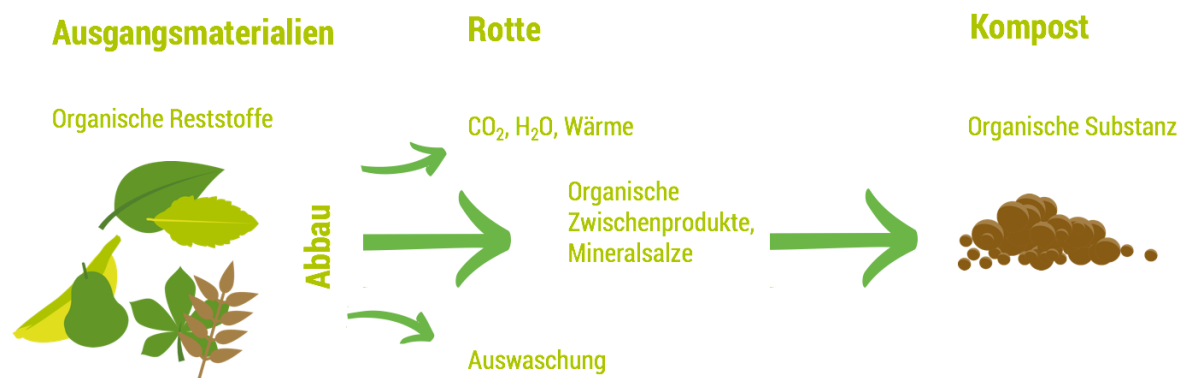 Ausgangsmaterialien
Rotte
Kompost
Organische Reststoffe
CO₂, H₂O, Wärme
Organische Substanz
Abbau
Organische
Zwischenprodukte,
Mineralsalze
Auswaschung